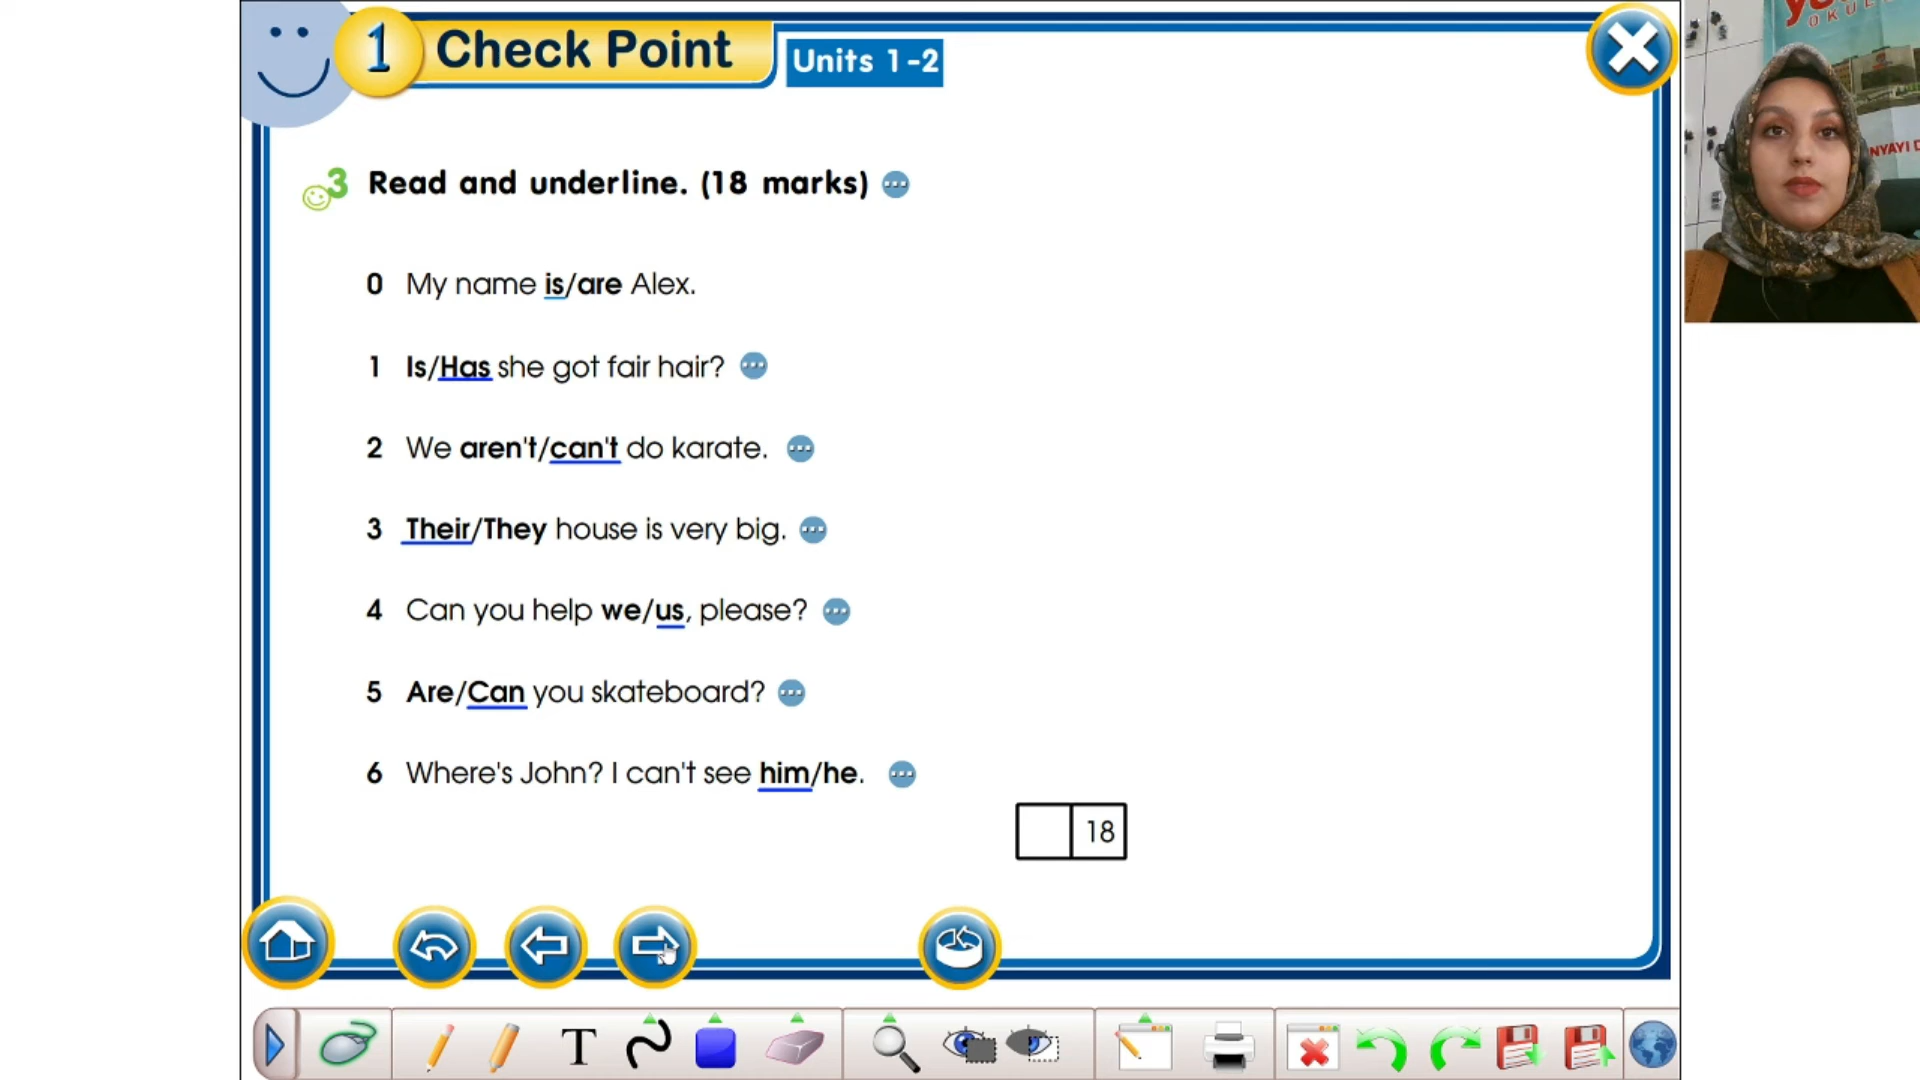 1 Check Point
Units 1-2
3 Read and underline. (18 marks)
0 My name is/are Alex.
1 Is/Has she got fair hair?
2 We aren't/can't do karate.
3 Their/They house is very big.
4 Can you help we/us, please?
5 Are/Can you skateboard?
6 Where's John? I can't see him/he.
18
T